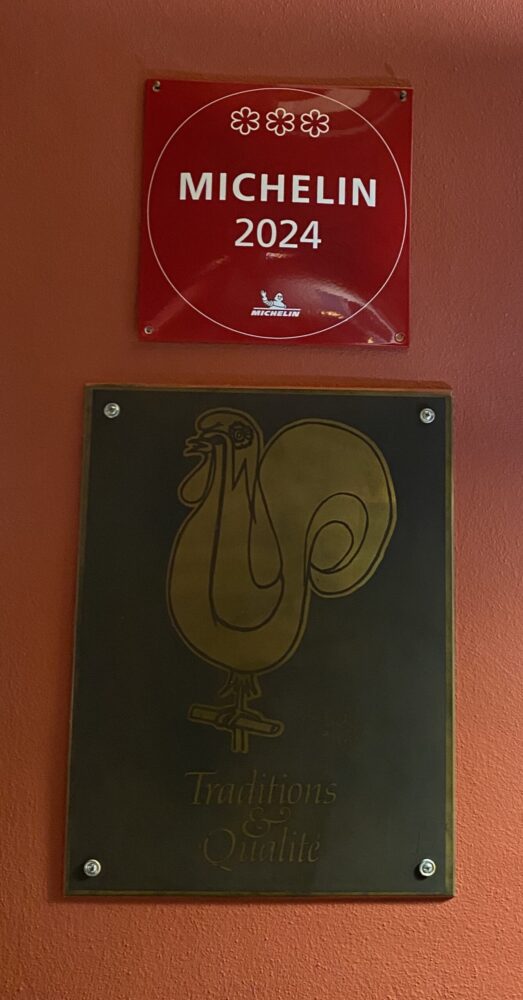 MICHELIN
2024
MICHELIN
Traditions
&
Qualité